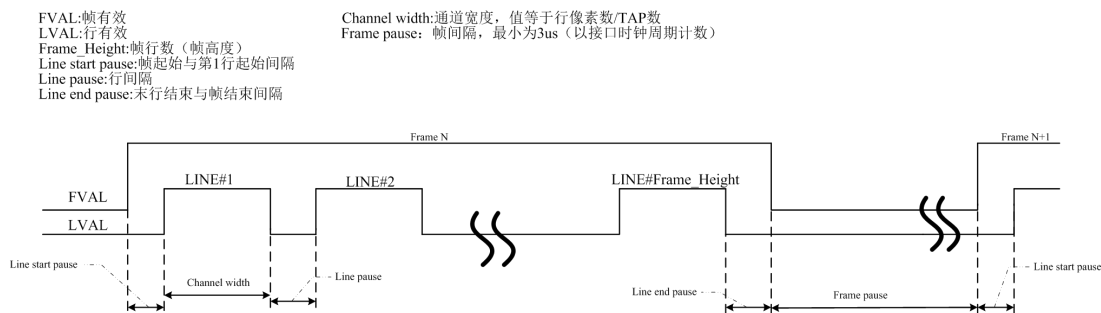 FVAL:帧有效
LVAL:行有效
Frame_Height:帧行数（帧高度）
Line start pause:帧起始与第1行起始间隔
Line pause:行间隔
Line end pause:末行结束与帧结束间隔
Channel width:通道宽度，值等于行像素数/TAP数
Frame pause：帧间隔，最小为3us（以接口时钟周期计数）
Frame N
Frame N+1
LINE#1
LINE#2
LINE#Frame_Height
FVAL
LVAL
Line start pause
Channel width
Line pause
Line end pause
Frame pause
Line start pause